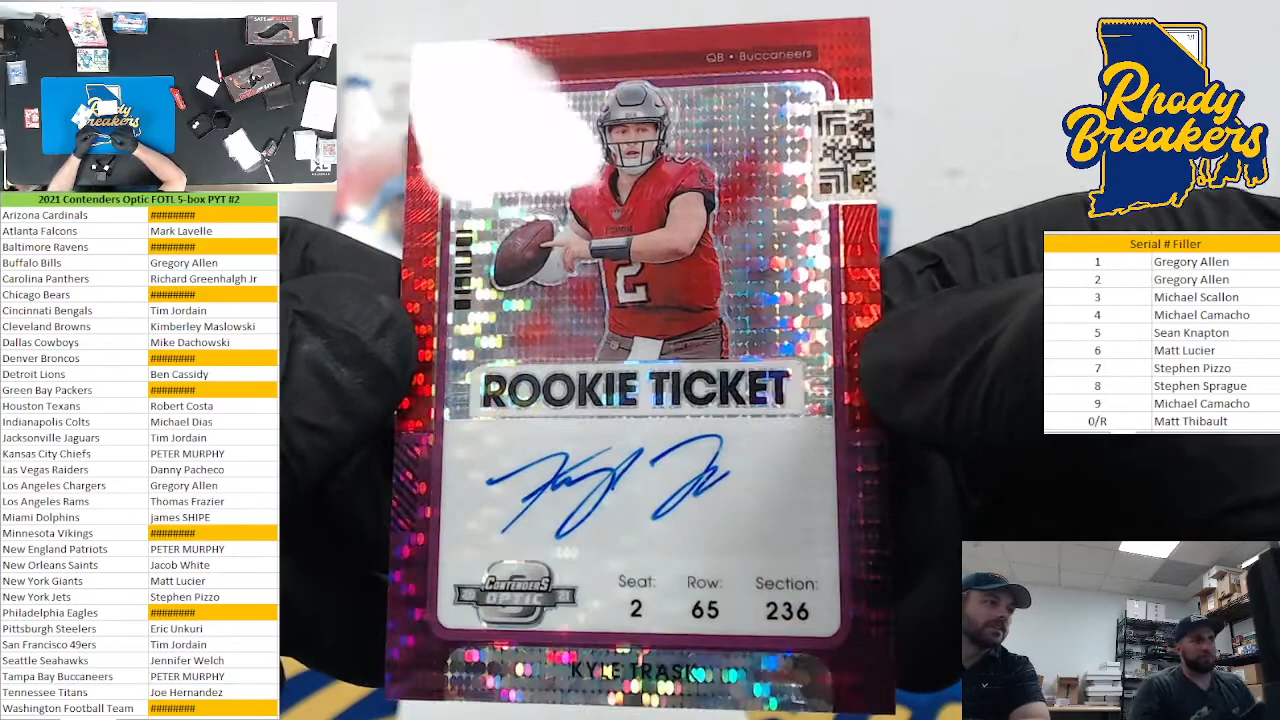 2021 Contenders Optic FOTL 5-box PYT #2
Arizona Cardinals ########
Atlanta Falcons Mark Lavelle
Baltimore Ravens ########
Buffalo Bills Gregory Allen
Carolina Panthers Richard Greenhalgh Jr
Chicago Bears ########
Cincinnati Bengals Tim Jordain
Cleveland Browns Kimberley Maslowski
Dallas Cowboys Mike Dachowski
Denver Broncos ########
Detroit Lions Ben Cassidy
Green Bay Packers ########
Houston Texans Robert Costa
Indianapolis Colts Michael Dias
Jacksonville Jaguars Tim Jordain
Kansas City Chiefs PETER MURPHY
Las Vegas Raiders Danny Pacheco
Los Angeles Chargers Gregory Allen
Los Angeles Rams Thomas Frazier
Miami Dolphins james SHIPE
Minnesota Vikings ########
New England Patriots PETER MURPHY
New Orleans Saints Jacob White
New York Giants Matt Lucier
New York Jets Stephen Pizzo
Philadelphia Eagles ########
Pittsburgh Steelers Eric Unkuri
San Francisco 49ers Tim Jordain
Seattle Seahawks Jennifer Welch
Tampa Bay Buccaneers PETER MURPHY
Tennessee Titans Joe Hernandez
Washington Football Team ########
Rhody
Breakers
QB • Buccaneers
2
ROOKIE TICKET
CONTENDERS
OPTIC
20 21
Seat: Row: Section:
2 65 236
KYLE TRASK
Rhody
Breakers
Serial # Filler
1 Gregory Allen
2 Gregory Allen
3 Michael Scallon
4 Michael Camacho
5 Sean Knapton
6 Matt Lucier
7 Stephen Pizzo
8 Stephen Sprague
9 Michael Camacho
0/R Matt Thibault